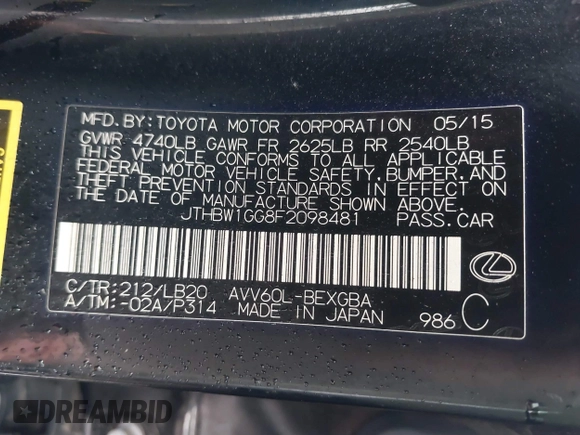 MFD.BY:TOYOTA MOTOR CORPORATION 05/15
GVWR 4740LB GAWR FR 2625LB RR 2540LB
THIS VEHICLE CONFORMS TO ALL APPLICABLE
FEDERAL MOTOR VEHICLE SAFETY,BUMPER,AND
THEFT PREVENTION STANDARDS IN EFFECT ON
THE DATE OF MANUFACTURE SHOWN ABOVE.
JTHBW1GG8F2098481 PASS.CAR
C/TR:212/LB20 AVV60L-BEXGBA
A/TM:-02A/P314 MADE IN JAPAN 986 C
DREAMBID